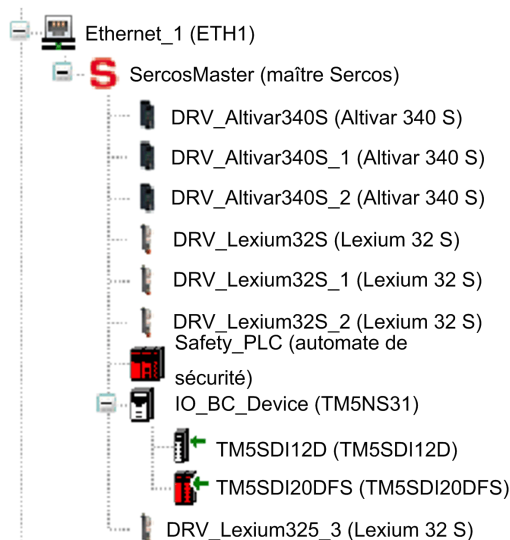 Ethernet_1 (ETH1)
SercosMaster (maître Sercos)
DRV_Altivar340S (Altivar 340 S)
DRV_Altivar340S_1 (Altivar 340 S)
DRV_Altivar340S_2 (Altivar 340 S)
DRV_Lexium32S (Lexium 32 S)
DRV_Lexium32S_1 (Lexium 32 S)
DRV_Lexium32S_2 (Lexium 32 S)
Safety_PLC (automate de
sécurité)
IO_BC_Device (TM5NS31)
TM5SDI12D (TM5SDI12D)
TM5SDI20DFS (TM5SDI20DFS)
DRV_Lexium325_3 (Lexium 32 S)